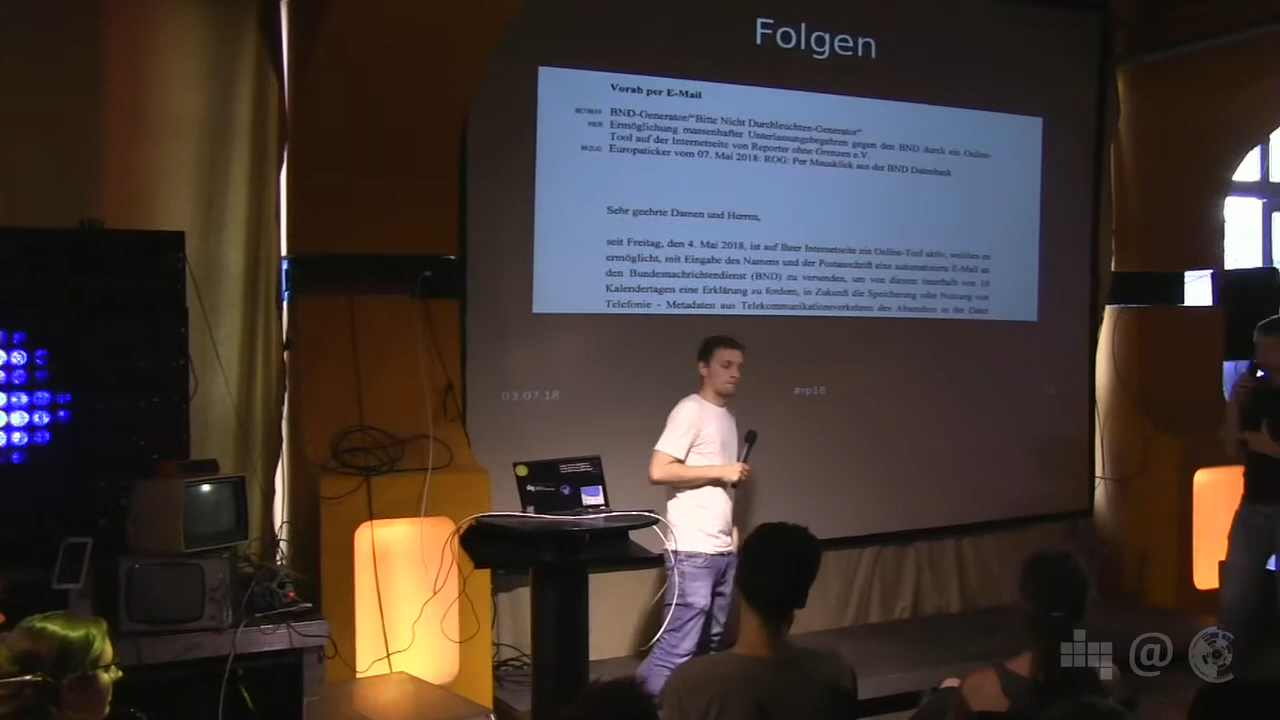 Folgen
Vorab per E-Mail
BETREFF BND-Generator/"Bitte Nicht Durchleuchten-Generator"
HIER Ermöglichung massenhafter Unterlassungsbegehren gegen den BND durch ein Online-
Tool auf der Internetseite von Reporter ohne Grenzen e.V.
BEZUG Europaticker vom 07. Mai 2018: ROG: Per Mausklick aus der BND Datenbank
Sehr geehrte Damen und Herren,
seit Freitag, den 4. Mai 2018, ist auf Ihrer Internetseite ein Online-Tool aktiv, welches es
ermöglicht, mit Eingabe des Namens und der Postanschrift eine automatisierte E-Mail an
den Bundesnachrichtendienst (BND) zu versenden, um von diesem innerhalb von 10
Kalendertagen eine Erklärung zu fordern, in Zukunft die Speicherung oder Nutzung von
Telefonie - Metadaten aus Telekommunikationsverkehren des Absenders in der Datei
03.07.18
#rp18
@